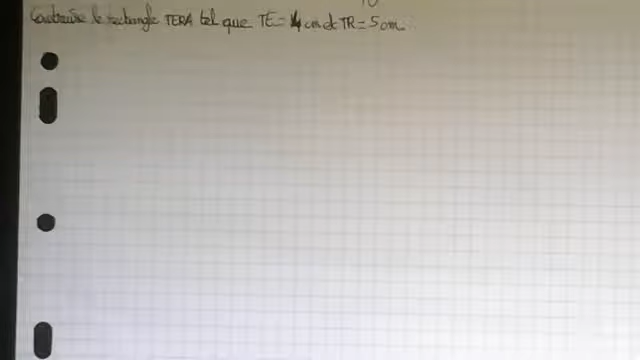 Construire le rectangle TERA tel que TE = 4 cm et TR = 5 cm.